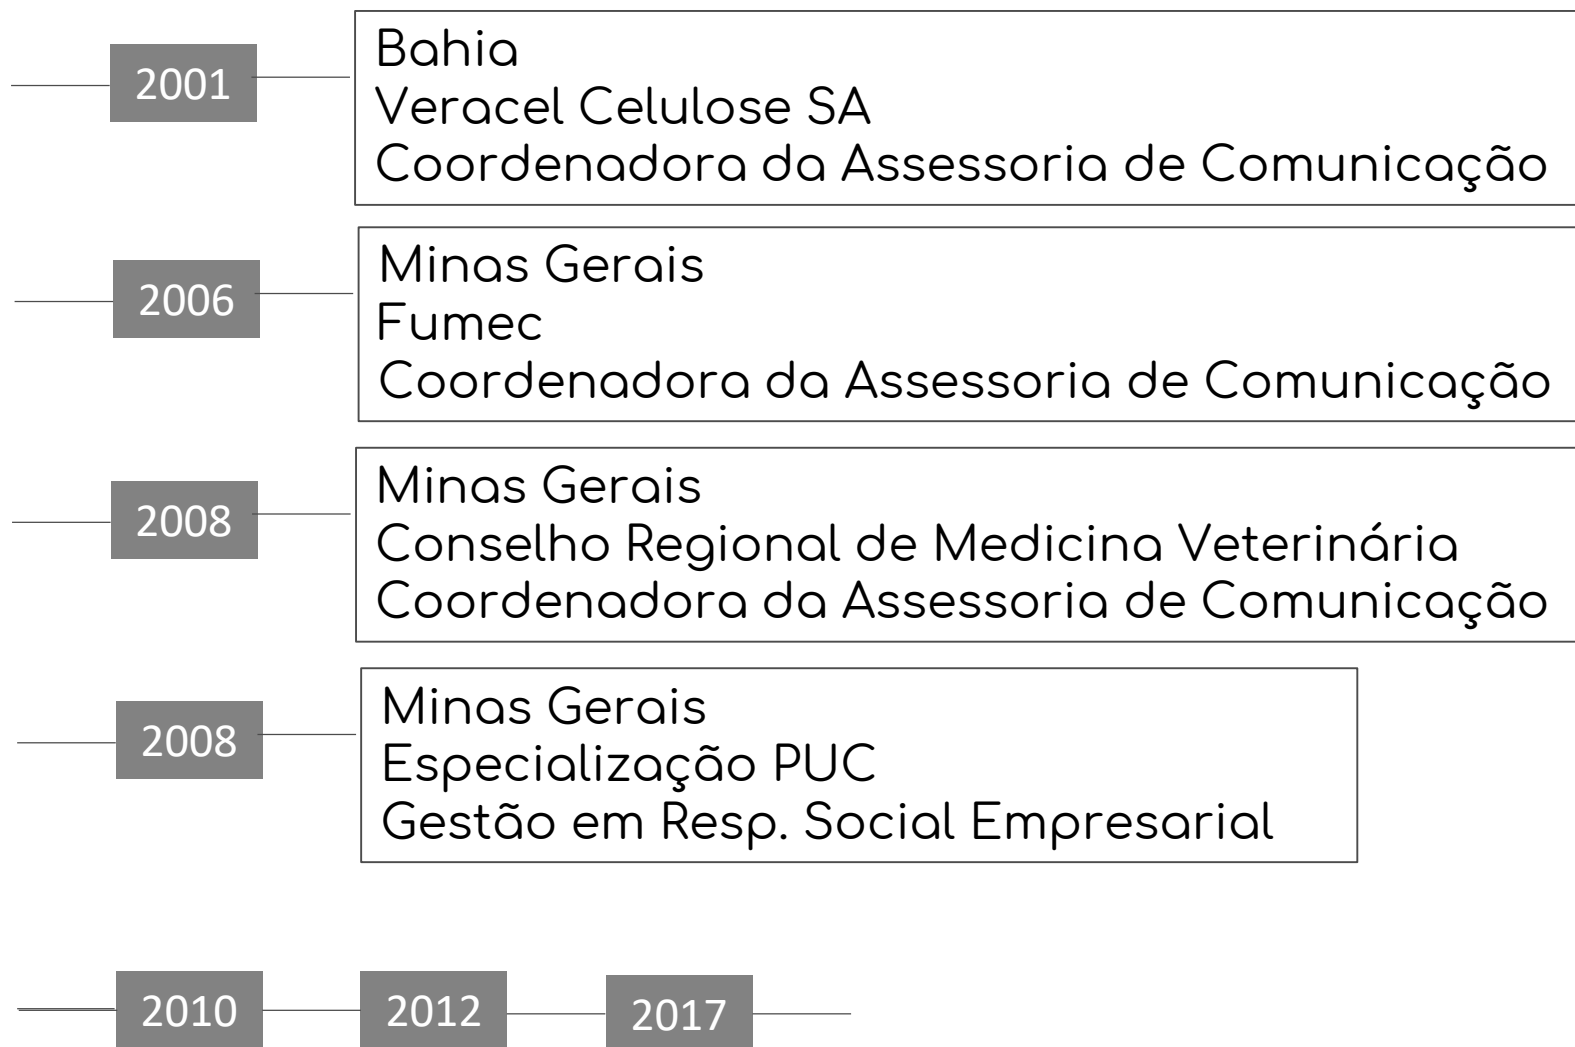 2001
Bahia
Veracel Celulose SA
Coordenadora da Assessoria de Comunicação
2006
Minas Gerais
Fumec
Coordenadora da Assessoria de Comunicação
2008
Minas Gerais
Conselho Regional de Medicina Veterinária
Coordenadora da Assessoria de Comunicação
2008
Minas Gerais
Especialização PUC
Gestão em Resp. Social Empresarial
2010 2012 2017